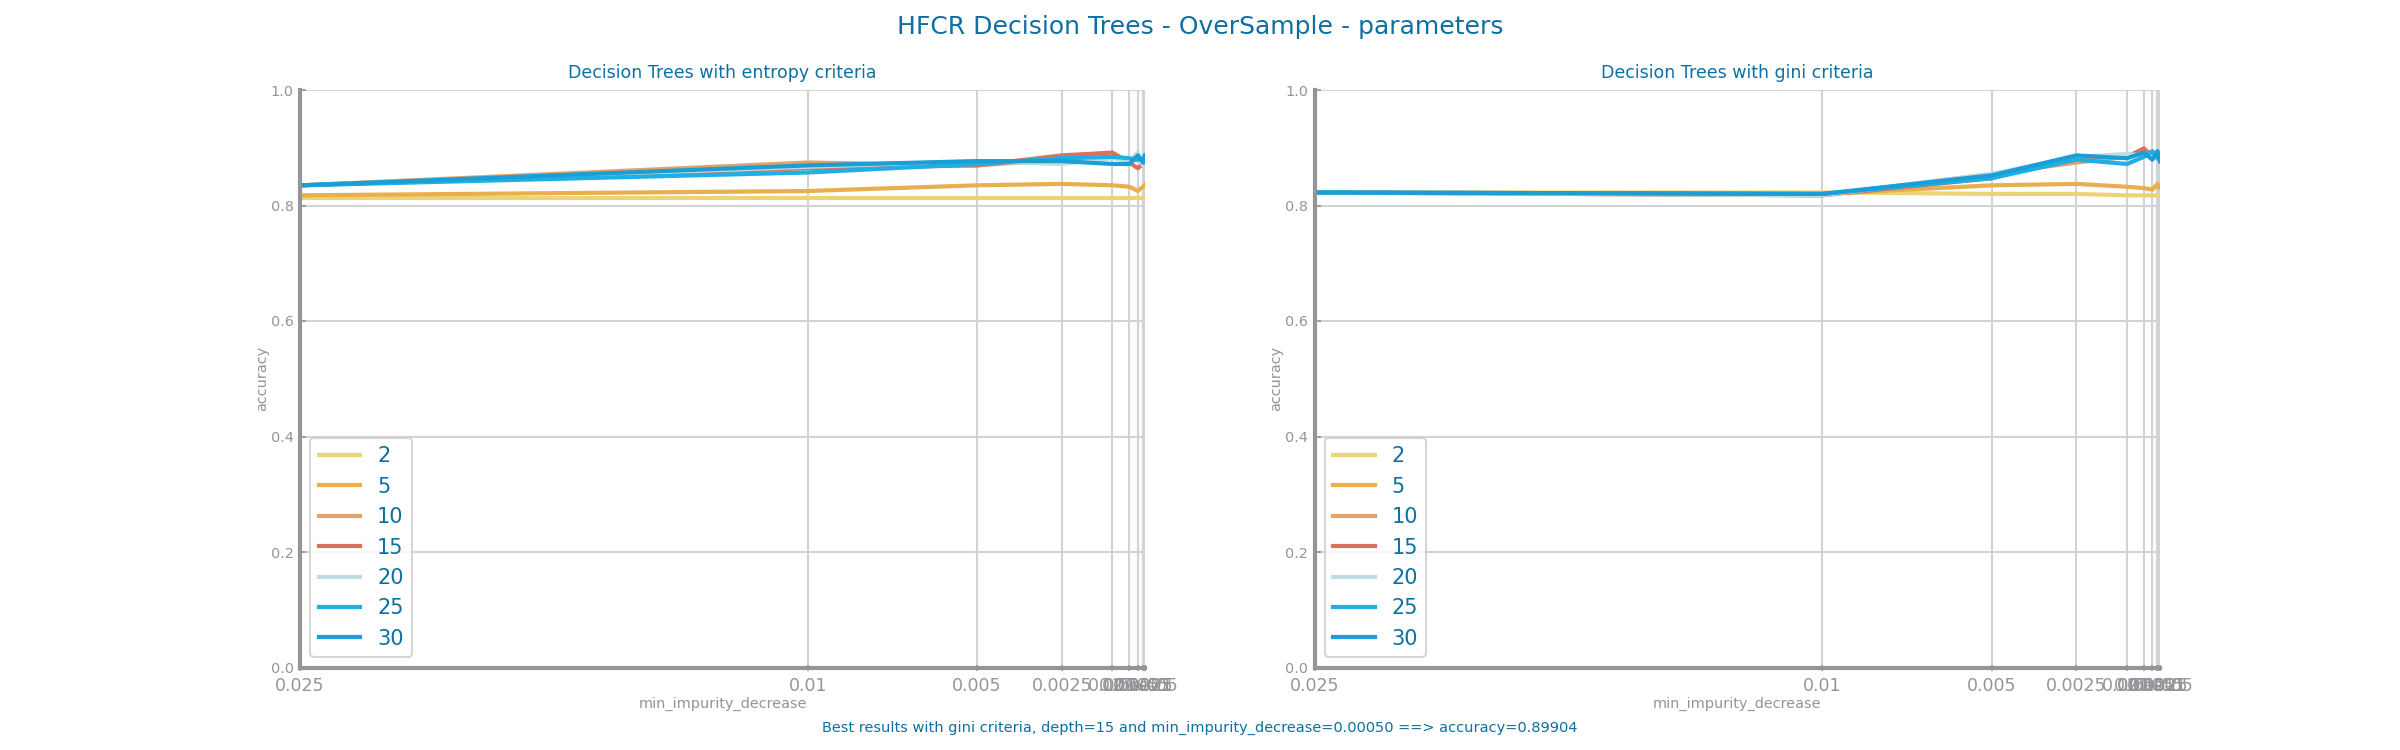 HFCR Decision Trees - OverSample - parameters
Decision Trees with entropy criteria
1.0
0.8
0.6
0.4
0.2
0.0
accuracy
2
5
10
15
20
25
30
0.025 0.01 0.005 0.0025
min_impurity_decrease
Decision Trees with gini criteria
1.0
0.8
0.6
0.4
0.2
0.0
accuracy
2
5
10
15
20
25
30
0.025 0.01 0.005 0.0025
min_impurity_decrease
Best results with gini criteria, depth=15 and min_impurity_decrease=0.00050 ==> accuracy=0.89904